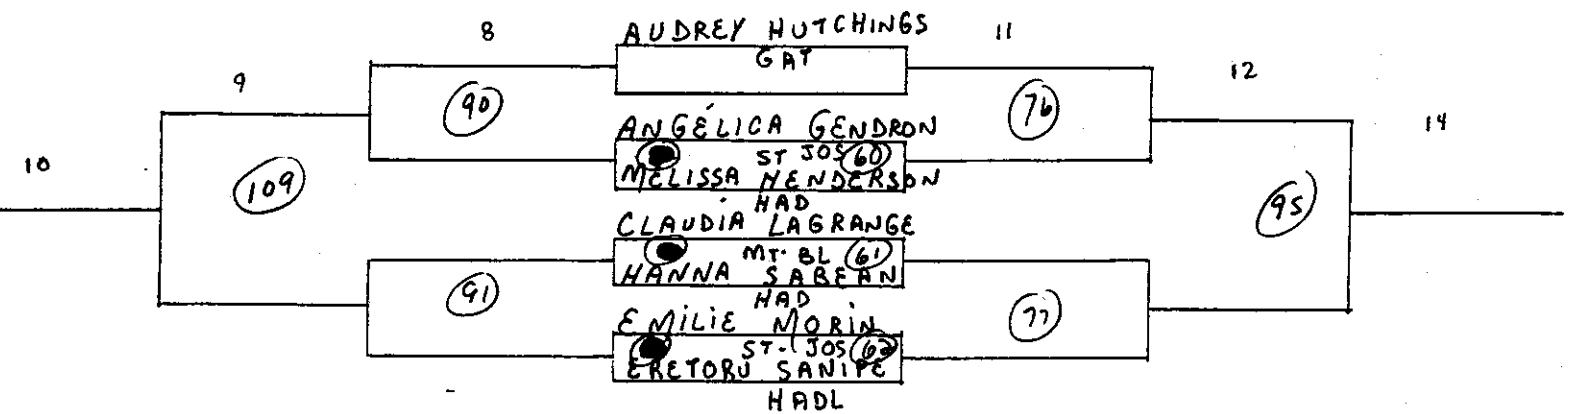 8
AUDREY HUTCHINGS
11
GAT
9
12
90
76
ANGÉLICA GENDRON
14
10
ST JOS 60
MELISSA HENDERSON
109
HAD
95
CLAUDIA LAGRANGE
MT. BL 61
HANNA SABEAN
91
HAD
77
EMILIE MORIN
ST. JOS 62
ERETORU SANIPE
HADL